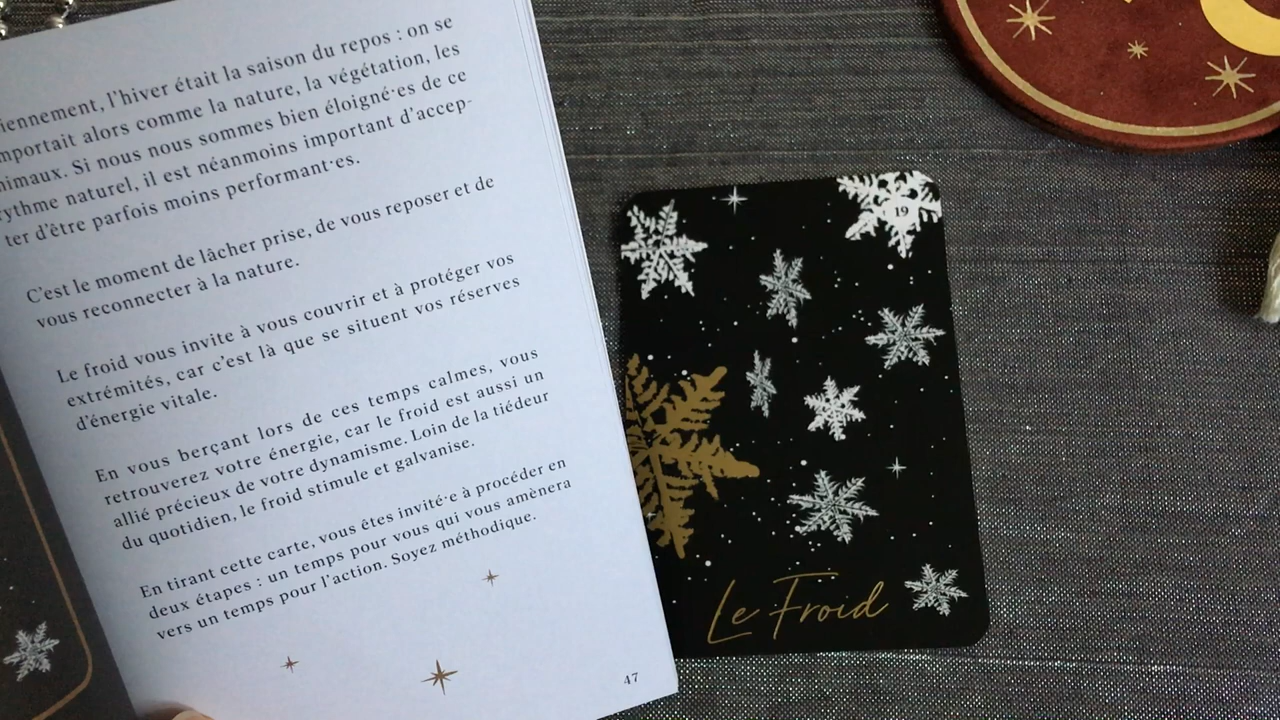 l'hiver était la saison du repos : on se
alors comme la nature, la végétation, les
Si nous nous sommes bien éloigné·es de ce
rythme naturel, il est néanmoins important d'accep-
ter d'être parfois moins performant·es.
C'est le moment de lâcher prise, de vous reposer et de
vous reconnecter à la nature.
Le froid vous invite à vous couvrir et à protéger vos
extrémités, car c'est là que se situent vos réserves
d'énergie vitale.
En vous berçant lors de ces temps calmes, vous
retrouverez votre énergie, car le froid est aussi un
allié précieux de votre dynamisme. Loin de la tiédeur
du quotidien, le froid stimule et galvanise.
En tirant cette carte, vous êtes invité·e à procéder en
deux étapes : un temps pour vous qui vous amènera
vers un temps pour l'action. Soyez méthodique.
47
19
Le Froid